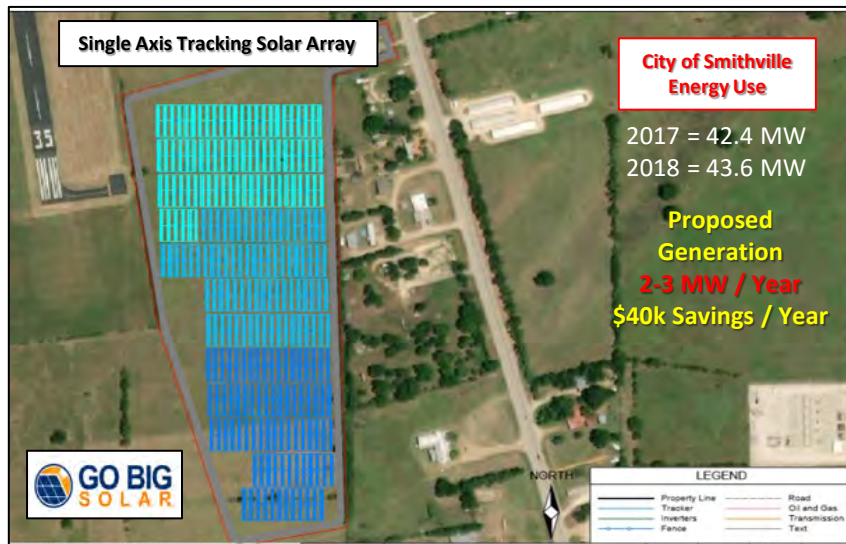 Single Axis Tracking Solar Array
City of Smithville
Energy Use
2017 = 42.4 MW
2018 = 43.6 MW
Proposed
Generation
2-3 MW / Year
$40k Savings / Year
35
GO BIG
SOLAR
NORTH
LEGEND
Property Line
Road
Tracker
Oil and Gas
Inverters
Transmission
Fence
Text